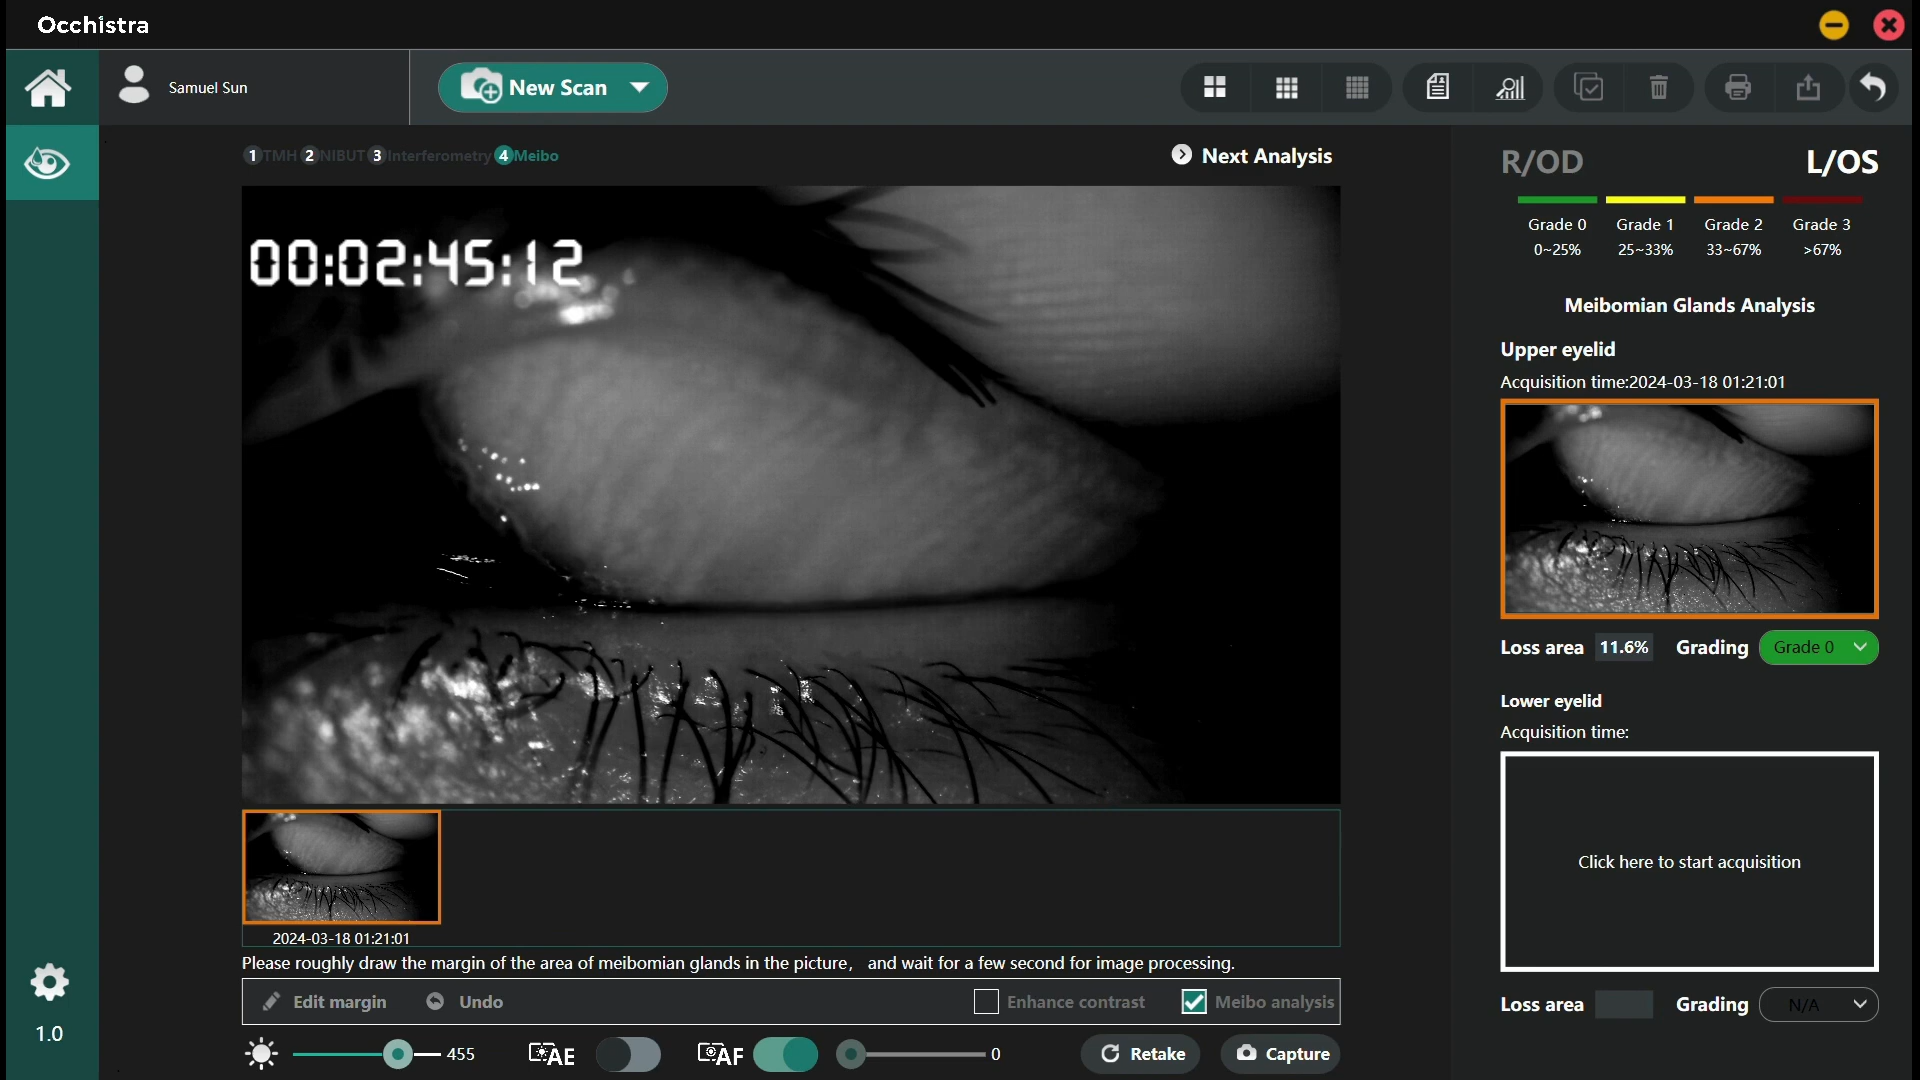 Occhistra
Samuel Sun
New Scan
1 TMH 2 NIBUT 3 Interferometry 4 Meibo
Next Analysis
R/OD
L/OS
Grade 0
Grade 1
Grade 2
Grade 3
0~25%
25~33%
33~67%
>67%
00:02:45:12
Meibomian Glands Analysis
Upper eyelid
Acquisition time:2024-03-18 01:21:01
Loss area 11.6% Grading Grade 0
Lower eyelid
Acquisition time:
Click here to start acquisition
Loss area Grading N/A
2024-03-18 01:21:01
Please roughly draw the margin of the area of meibomian glands in the picture, and wait for a few second for image processing.
Edit margin
Undo
Enhance contrast
Meibo analysis
1.0
455
AE
AF
0
Retake
Capture